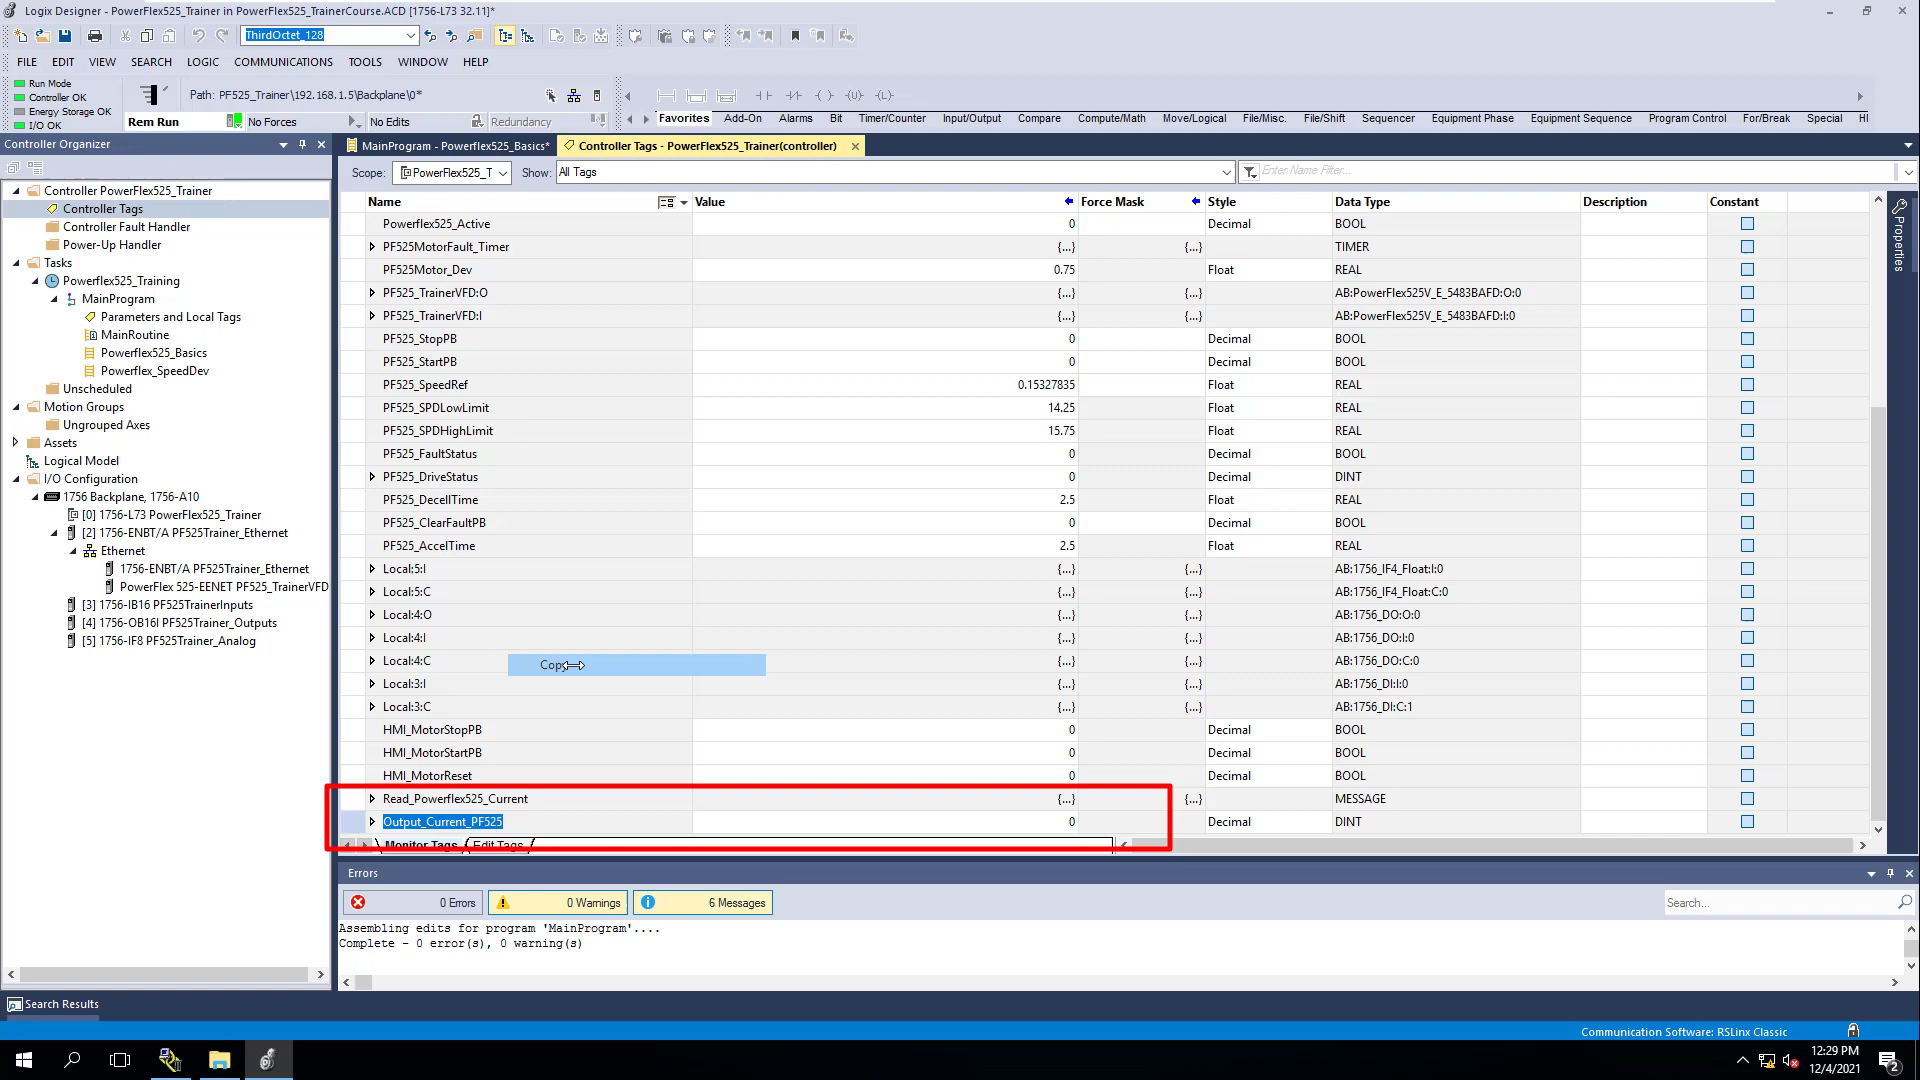 Logix Designer - PowerFlex525_Trainer in PowerFlex525_TrainerCourse.ACD [1756-L73 32.11]*
ThirdOctet_128
FILE EDIT VIEW SEARCH LOGIC COMMUNICATIONS TOOLS WINDOW HELP
Run Mode
Controller OK
Energy Storage OK
I/O OK
Path: PF525_Trainer\192.168.1.5\Backplane\0*
Rem Run No Forces No Edits Redundancy
Favorites Add-On Alarms Bit Timer/Counter Input/Output Compare Compute/Math Move/Logical File/Misc. File/Shift Sequencer Equipment Phase Equipment Sequence Program Control For/Break Special HI
Controller Organizer
Controller PowerFlex525_Trainer
Controller Tags
Controller Fault Handler
Power-Up Handler
Tasks
Powerflex525_Training
MainProgram
Parameters and Local Tags
MainRoutine
Powerflex525_Basics
Powerflex_SpeedDev
Unscheduled
Motion Groups
Ungrouped Axes
Assets
Logical Model
I/O Configuration
1756 Backplane, 1756-A10
[0] 1756-L73 PowerFlex525_Trainer
[2] 1756-ENBT/A PF525Trainer_Ethernet
Ethernet
1756-ENBT/A PF525Trainer_Ethernet
PowerFlex 525-EENET PF525_TrainerVFD
[3] 1756-IB16 PF525TrainerInputs
[4] 1756-OB16I PF525Trainer_Outputs
[5] 1756-IF8 PF525Trainer_Analog
MainProgram - Powerflex525_Basics* Controller Tags - PowerFlex525_Trainer(controller)
Scope: PowerFlex525_T Show: All Tags Enter Name Filter...
Name Value Force Mask Style Data Type Description Constant
Powerflex525_Active 0 Decimal BOOL
PF525MotorFault_Timer {...} {...} TIMER
PF525Motor_Dev 0.75 Float REAL
PF525_TrainerVFD:O {...} {...} AB:PowerFlex525V_E_5483BAFD:O:0
PF525_TrainerVFD:I {...} {...} AB:PowerFlex525V_E_5483BAFD:I:0
PF525_StopPB 0 Decimal BOOL
PF525_StartPB 0 Decimal BOOL
PF525_SpeedRef 0.15327835 Float REAL
PF525_SPDLowLimit 14.25 Float REAL
PF525_SPDHighLimit 15.75 Float REAL
PF525_FaultStatus 0 Decimal BOOL
PF525_DriveStatus 0 Decimal DINT
PF525_DecellTime 2.5 Float REAL
PF525_ClearFaultPB 0 Decimal BOOL
PF525_AccelTime 2.5 Float REAL
Local:5:I {...} {...} AB:1756_IF4_Float:I:0
Local:5:C {...} {...} AB:1756_IF4_Float:C:0
Local:4:O {...} {...} AB:1756_DO:O:0
Local:4:I {...} {...} AB:1756_DO:I:0
Local:4:C Cop {...} {...} AB:1756_DO:C:0
Local:3:I {...} {...} AB:1756_DI:I:0
Local:3:C {...} {...} AB:1756_DI:C:1
HMI_MotorStopPB 0 Decimal BOOL
HMI_MotorStartPB 0 Decimal BOOL
HMI_MotorReset 0 Decimal BOOL
Read_Powerflex525_Current {...} {...} MESSAGE
Output_Current_PF525 0 Decimal DINT
Monitor Tags Edit Tags
Properties
Errors
0 Errors 0 Warnings 6 Messages Search...
Assembling edits for program 'MainProgram'....
Complete - 0 error(s), 0 warning(s)
Search Results
Communication Software: RSLinx Classic
12:29 PM
12/4/2021
2